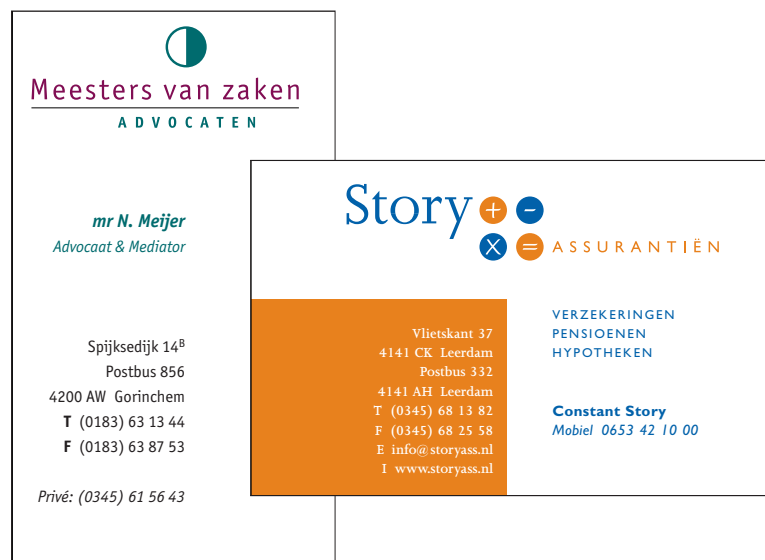 Meesters van zaken
ADVOCATEN
mr N. Meijer
Advocaat & Mediator
Spijksedijk 14B
Postbus 856
4200 AW Gorinchem
T (0183) 63 13 44
F (0183) 63 87 53
Privé: (0345) 61 56 43
Story + -
× = ASSURANTIËN
Vlietskant 37
4141 CK Leerdam
Postbus 332
4141 AH Leerdam
T (0345) 68 13 82
F (0345) 68 25 58
E info@storyass.nl
I www.storyass.nl
VERZEKERINGEN
PENSIOENEN
HYPOTHEKEN
Constant Story
Mobiel 0653 42 10 00